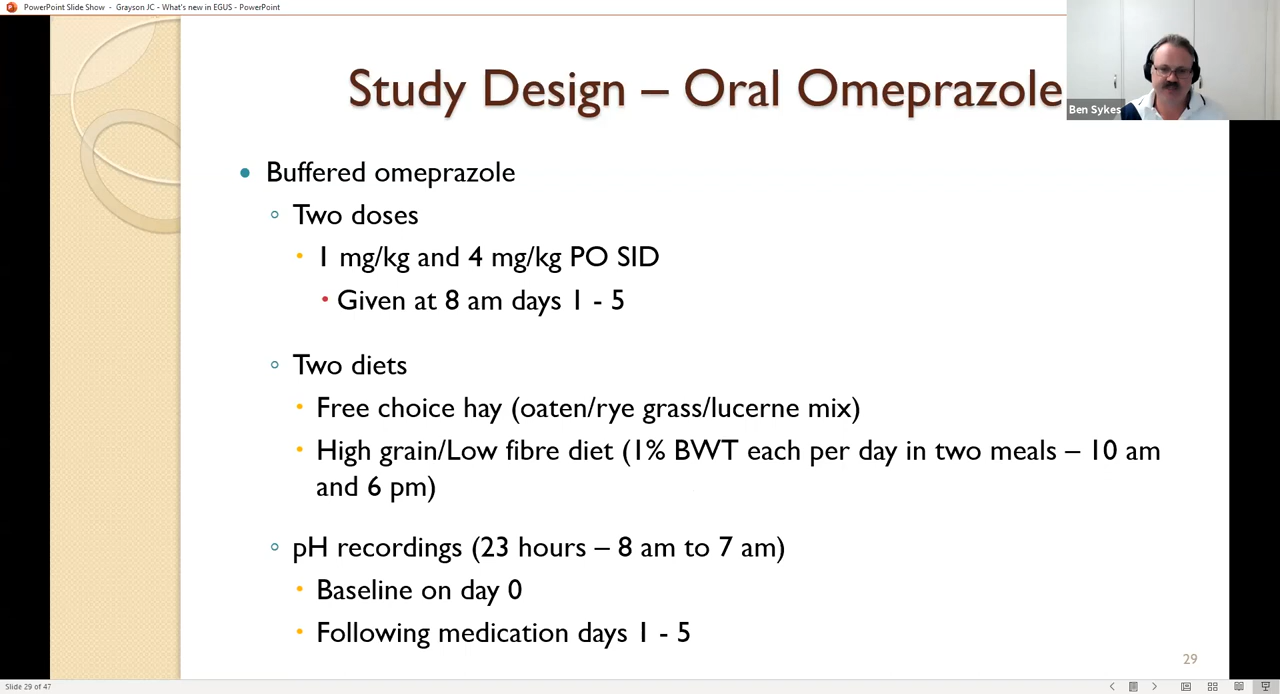 PowerPoint Slide Show - Grayson JC - What's new in EGUS - PowerPoint
Study Design – Oral Omeprazole
Ben Sykes
Buffered omeprazole
Two doses
1 mg/kg and 4 mg/kg PO SID
Given at 8 am days 1 - 5
Two diets
Free choice hay (oaten/rye grass/lucerne mix)
High grain/Low fibre diet (1% BWT each per day in two meals – 10 am
and 6 pm)
pH recordings (23 hours – 8 am to 7 am)
Baseline on day 0
Following medication days 1 - 5
29
Slide 29 of 47